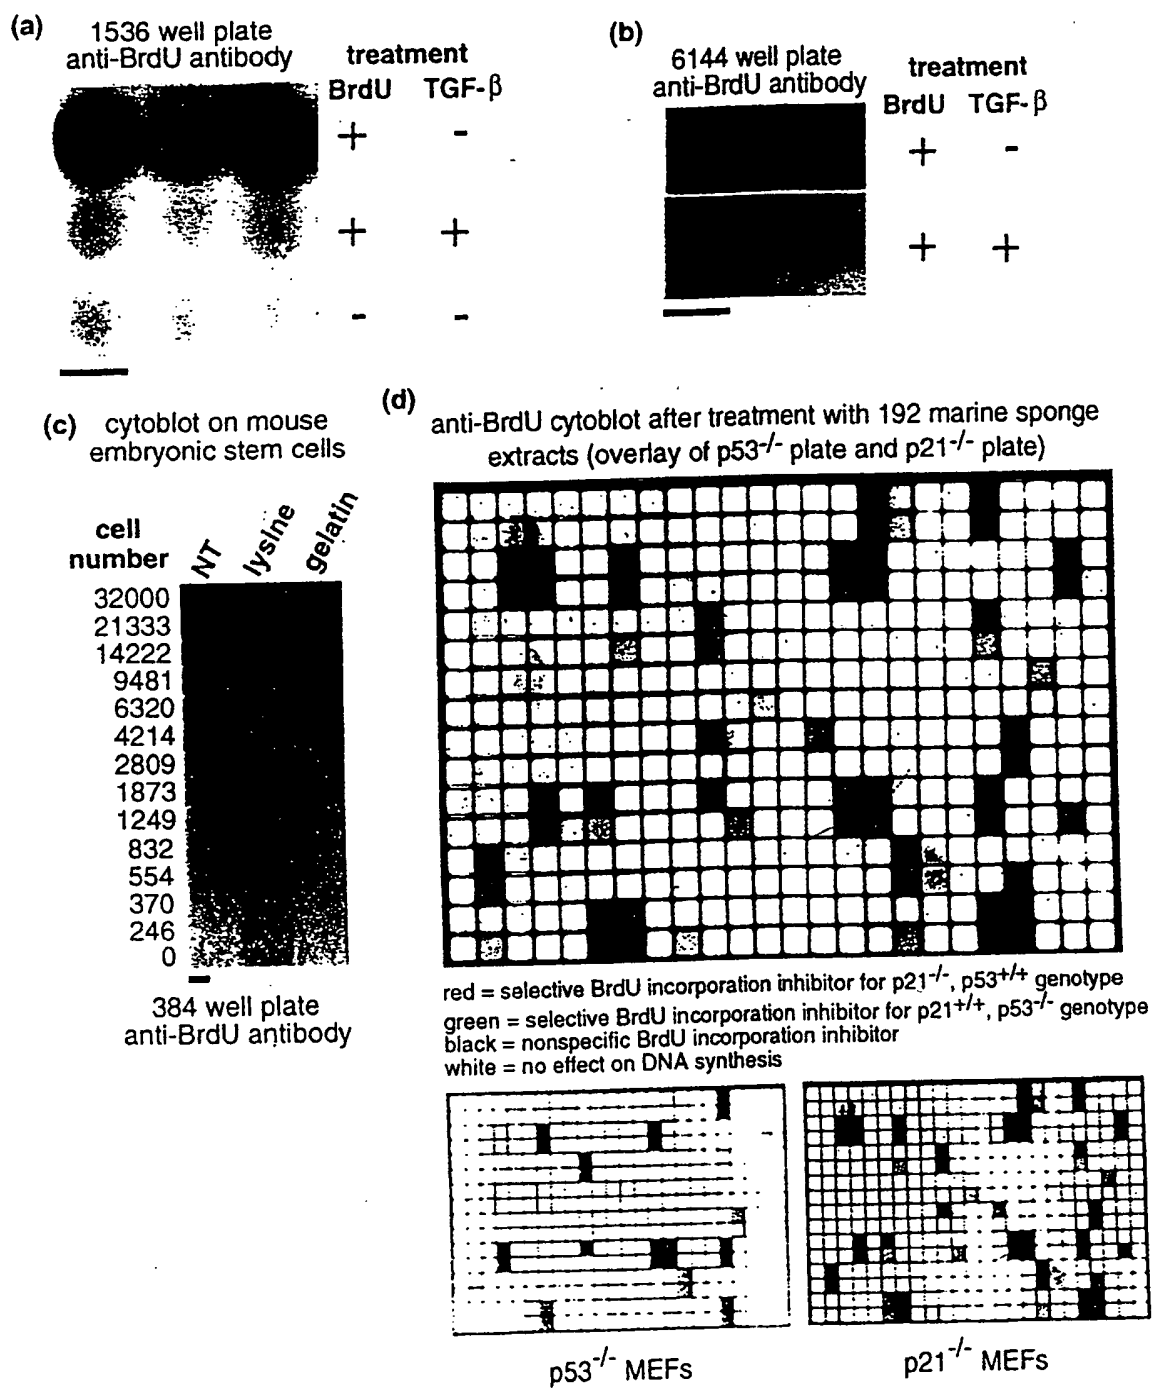 (a)
1536 well plate
anti-BrdU antibody
treatment
BrdU TGF-β
+ -
+ +
- -
(b)
6144 well plate
anti-BrdU antibody
treatment
BrdU TGF-β
+ -
+ +
(c) cytoblot on mouse
embryonic stem cells
cell
number
NT lysine gelatin
32000
21333
14222
9481
6320
4214
2809
1873
1249
832
554
370
246
0
384 well plate
anti-BrdU antibody
(d)
anti-BrdU cytoblot after treatment with 192 marine sponge
extracts (overlay of p53-/- plate and p21-/- plate)
red = selective BrdU incorporation inhibitor for p21-/-, p53+/+ genotype
green = selective BrdU incorporation inhibitor for p21+/+, p53-/- genotype
black = nonspecific BrdU incorporation inhibitor
white = no effect on DNA synthesis
p53-/- MEFs
p21-/- MEFs